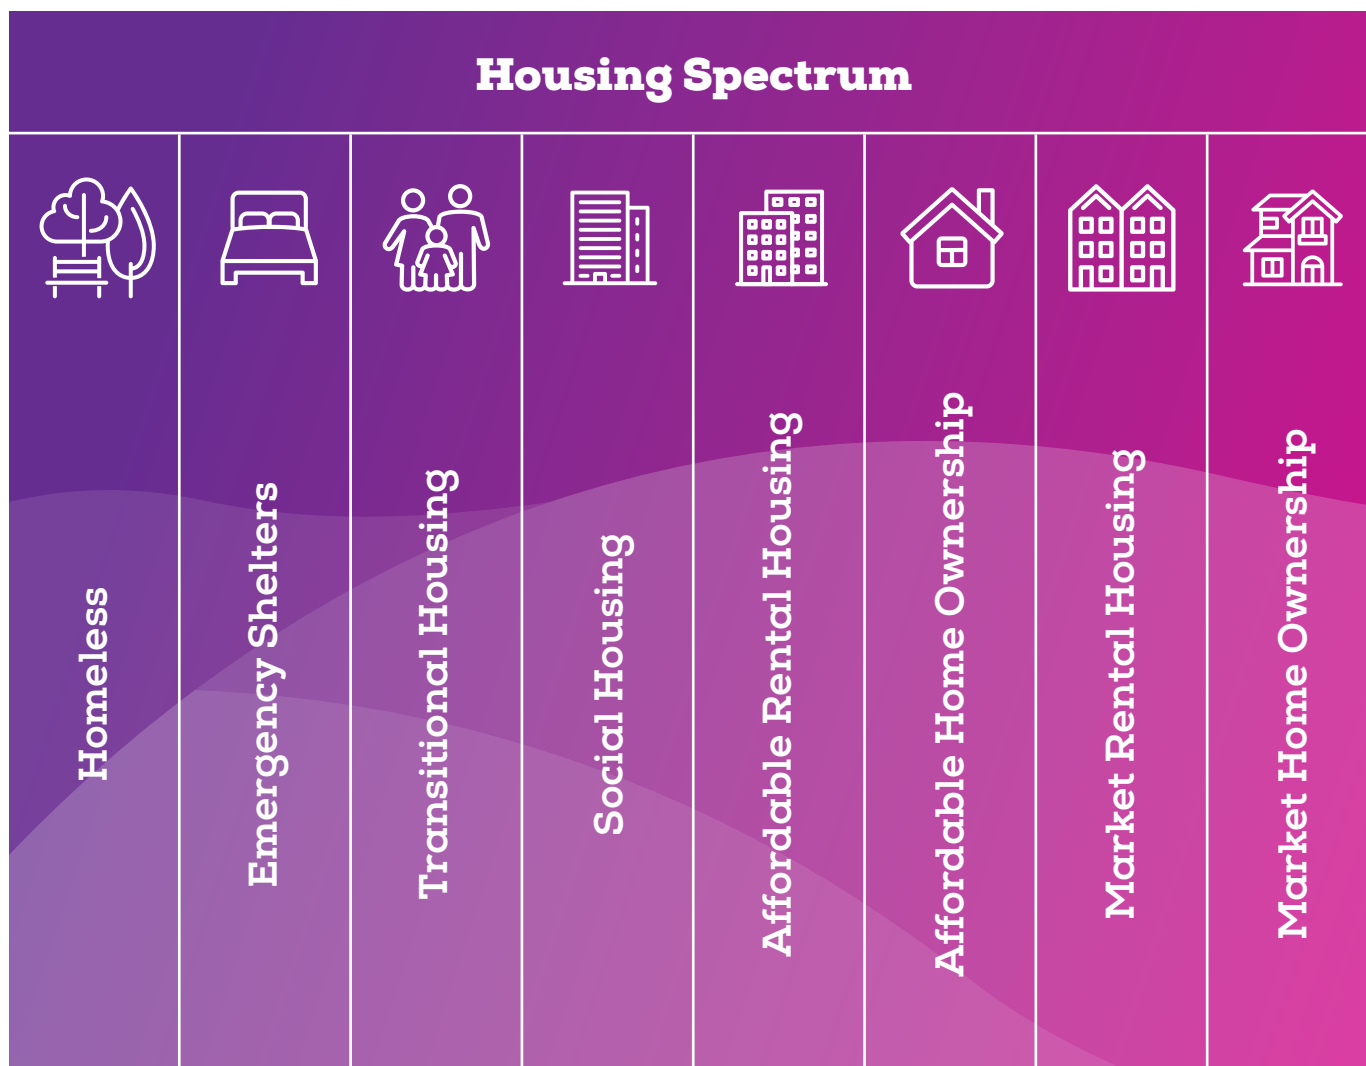 Housing Spectrum
Homeless
Emergency Shelters
Transitional Housing
Social Housing
Affordable Rental Housing
Affordable Home Ownership
Market Rental Housing
Market Home Ownership